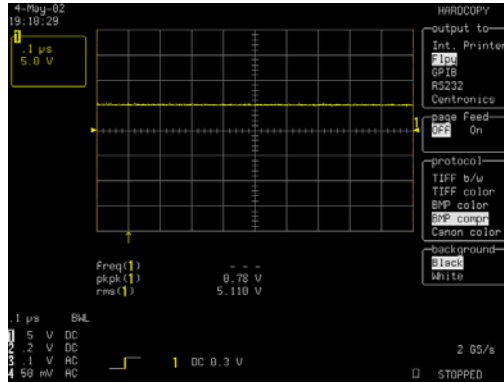 4-May-02
19:10:29
1
.1 µs
5.0 V
HARDCOPY
output to
Int. Printer
Flpy
GPIB
RS232
Centronics
page Feed
OFF On
protocol
TIFF b/w
TIFF color
BMP color
BMP compr
Canon color
background
Black
White
1
freq(1) - - -
pkpk(1) 0.78 V
rms(1) 5.110 V
.1 µs BWL
1 5 V DC
2 .2 V DC
3 .1 V AC
4 50 mV AC
1 DC 0.3 V
2 GS/s
STOPPED